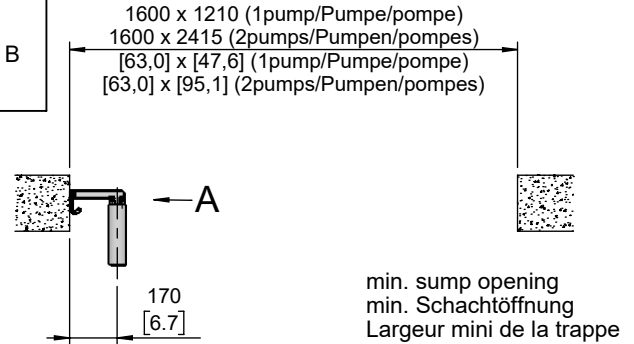 B
1600 x 1210 (1pump/Pumpe/pompe)
1600 x 2415 (2pumps/Pumpen/pompes)
[63,0] x [47,6] (1pump/Pumpe/pompe)
[63,0] x [95,1] (2pumps/Pumpen/pompes)
A
170
[6.7]
min. sump opening
min. Schachtöffnung
Largeur mini de la trappe